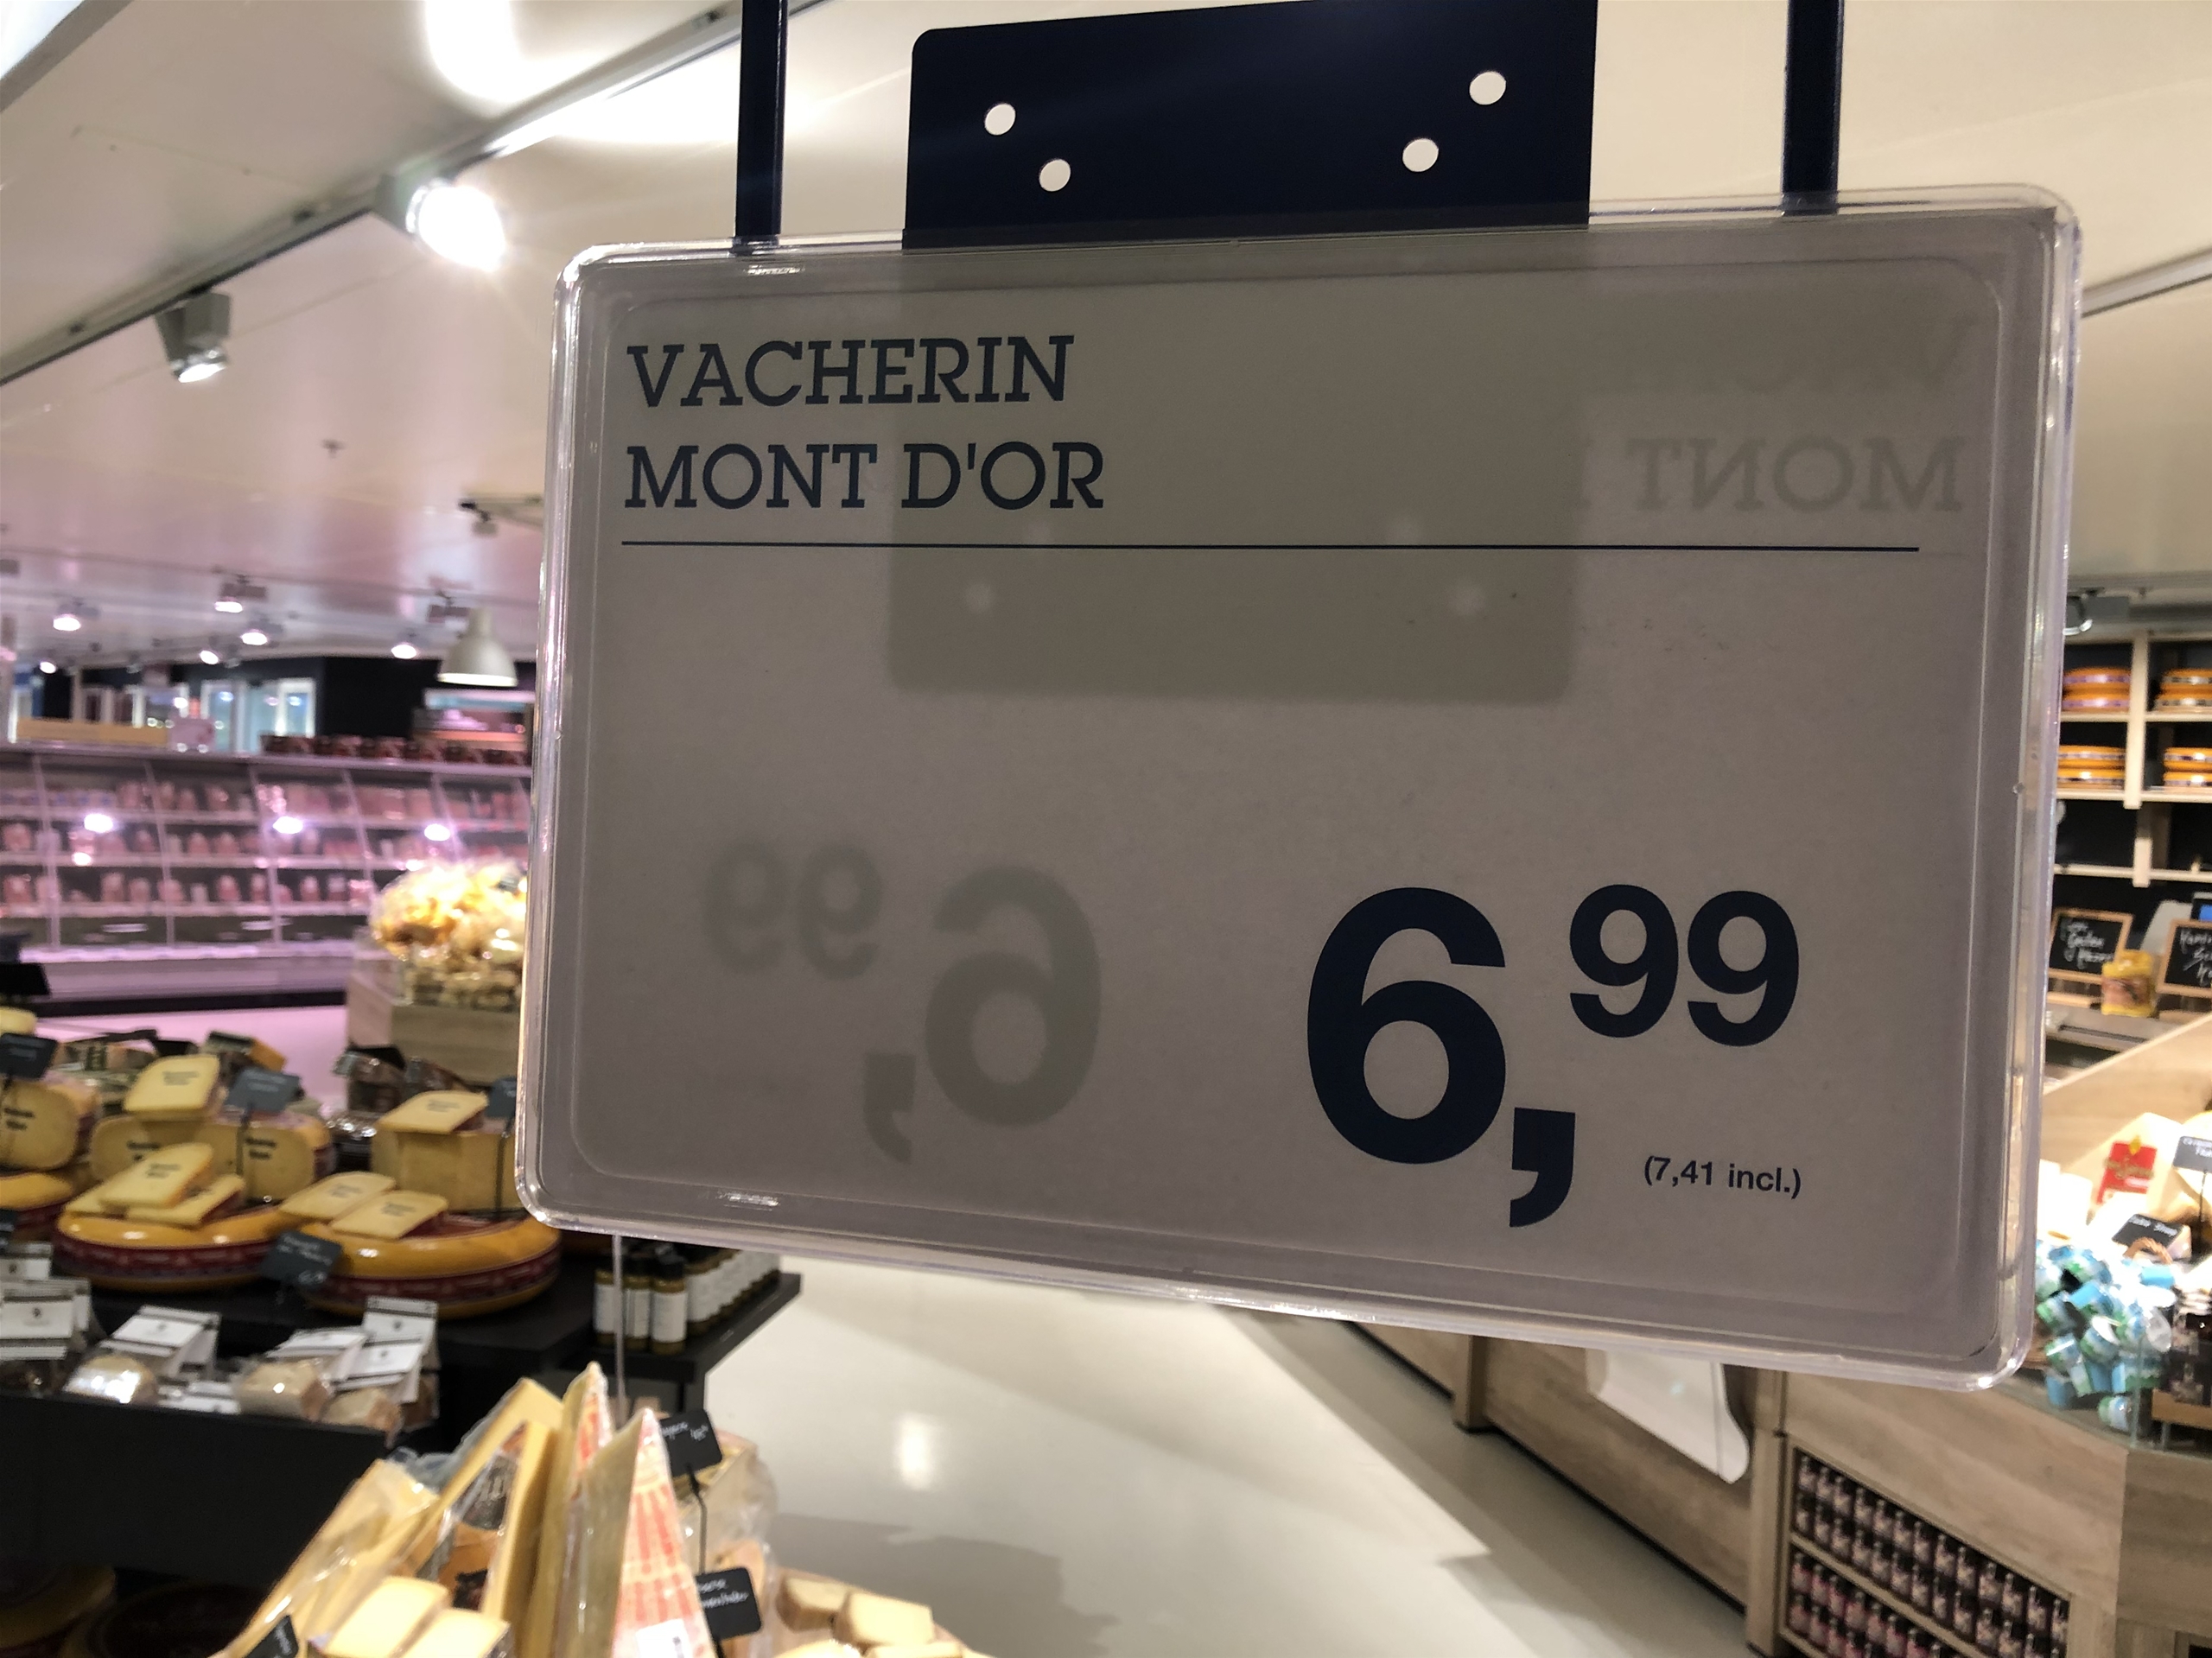 VACHERIN
MONT D'OR
6,99
(7,41 incl.)